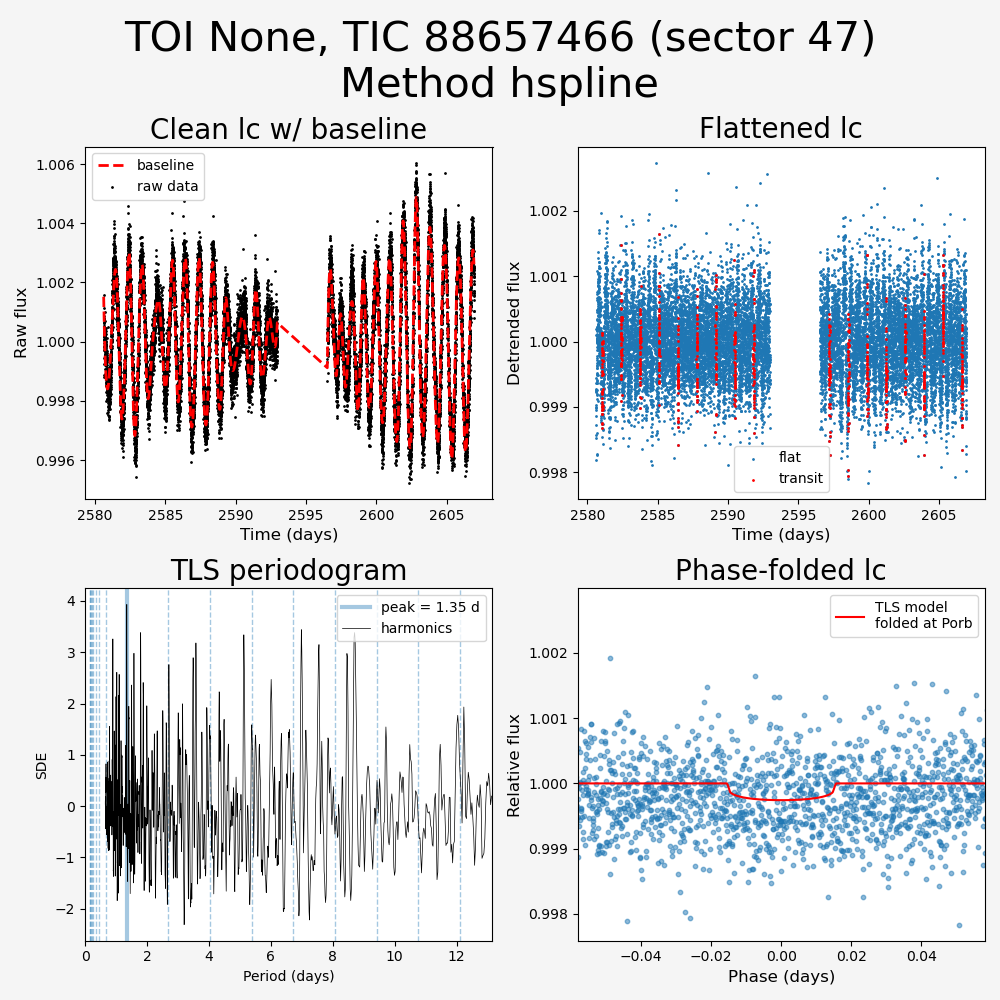 TOI None, TIC 88657466 (sector 47)
Method hspline
Clean lc w/ baseline
Flattened lc
1.006
1.004
1.002
1.000
0.998
0.996
Raw flux
baseline
raw data
2580
2585
2590
2595
2600
2605
Time (days)
1.002
1.001
1.000
0.999
0.998
Detrended flux
flat
transit
2580
2585
2590
2595
2600
2605
Time (days)
TLS periodogram
Phase-folded lc
4
3
2
1
0
−1
−2
SDE
peak = 1.35 d
harmonics
0
2
4
6
8
10
12
Period (days)
1.002
1.001
1.000
0.999
0.998
Relative flux
TLS model
folded at Porb
−0.04
−0.02
0.00
0.02
0.04
Phase (days)